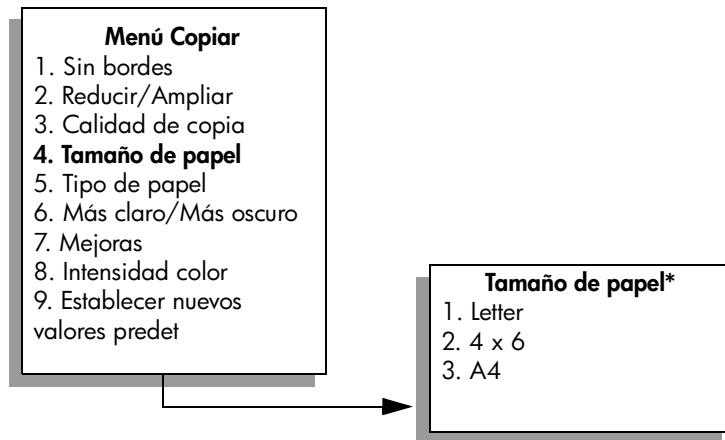 Menú Copiar
1. Sin bordes
2. Reducir/Ampliar
3. Calidad de copia
4. Tamaño de papel
5. Tipo de papel
6. Más claro/Más oscuro
7. Mejoras
8. Intensidad color
9. Establecer nuevos
valores predet
Tamaño de papel*
1. Letter
2. 4 x 6
3. A4